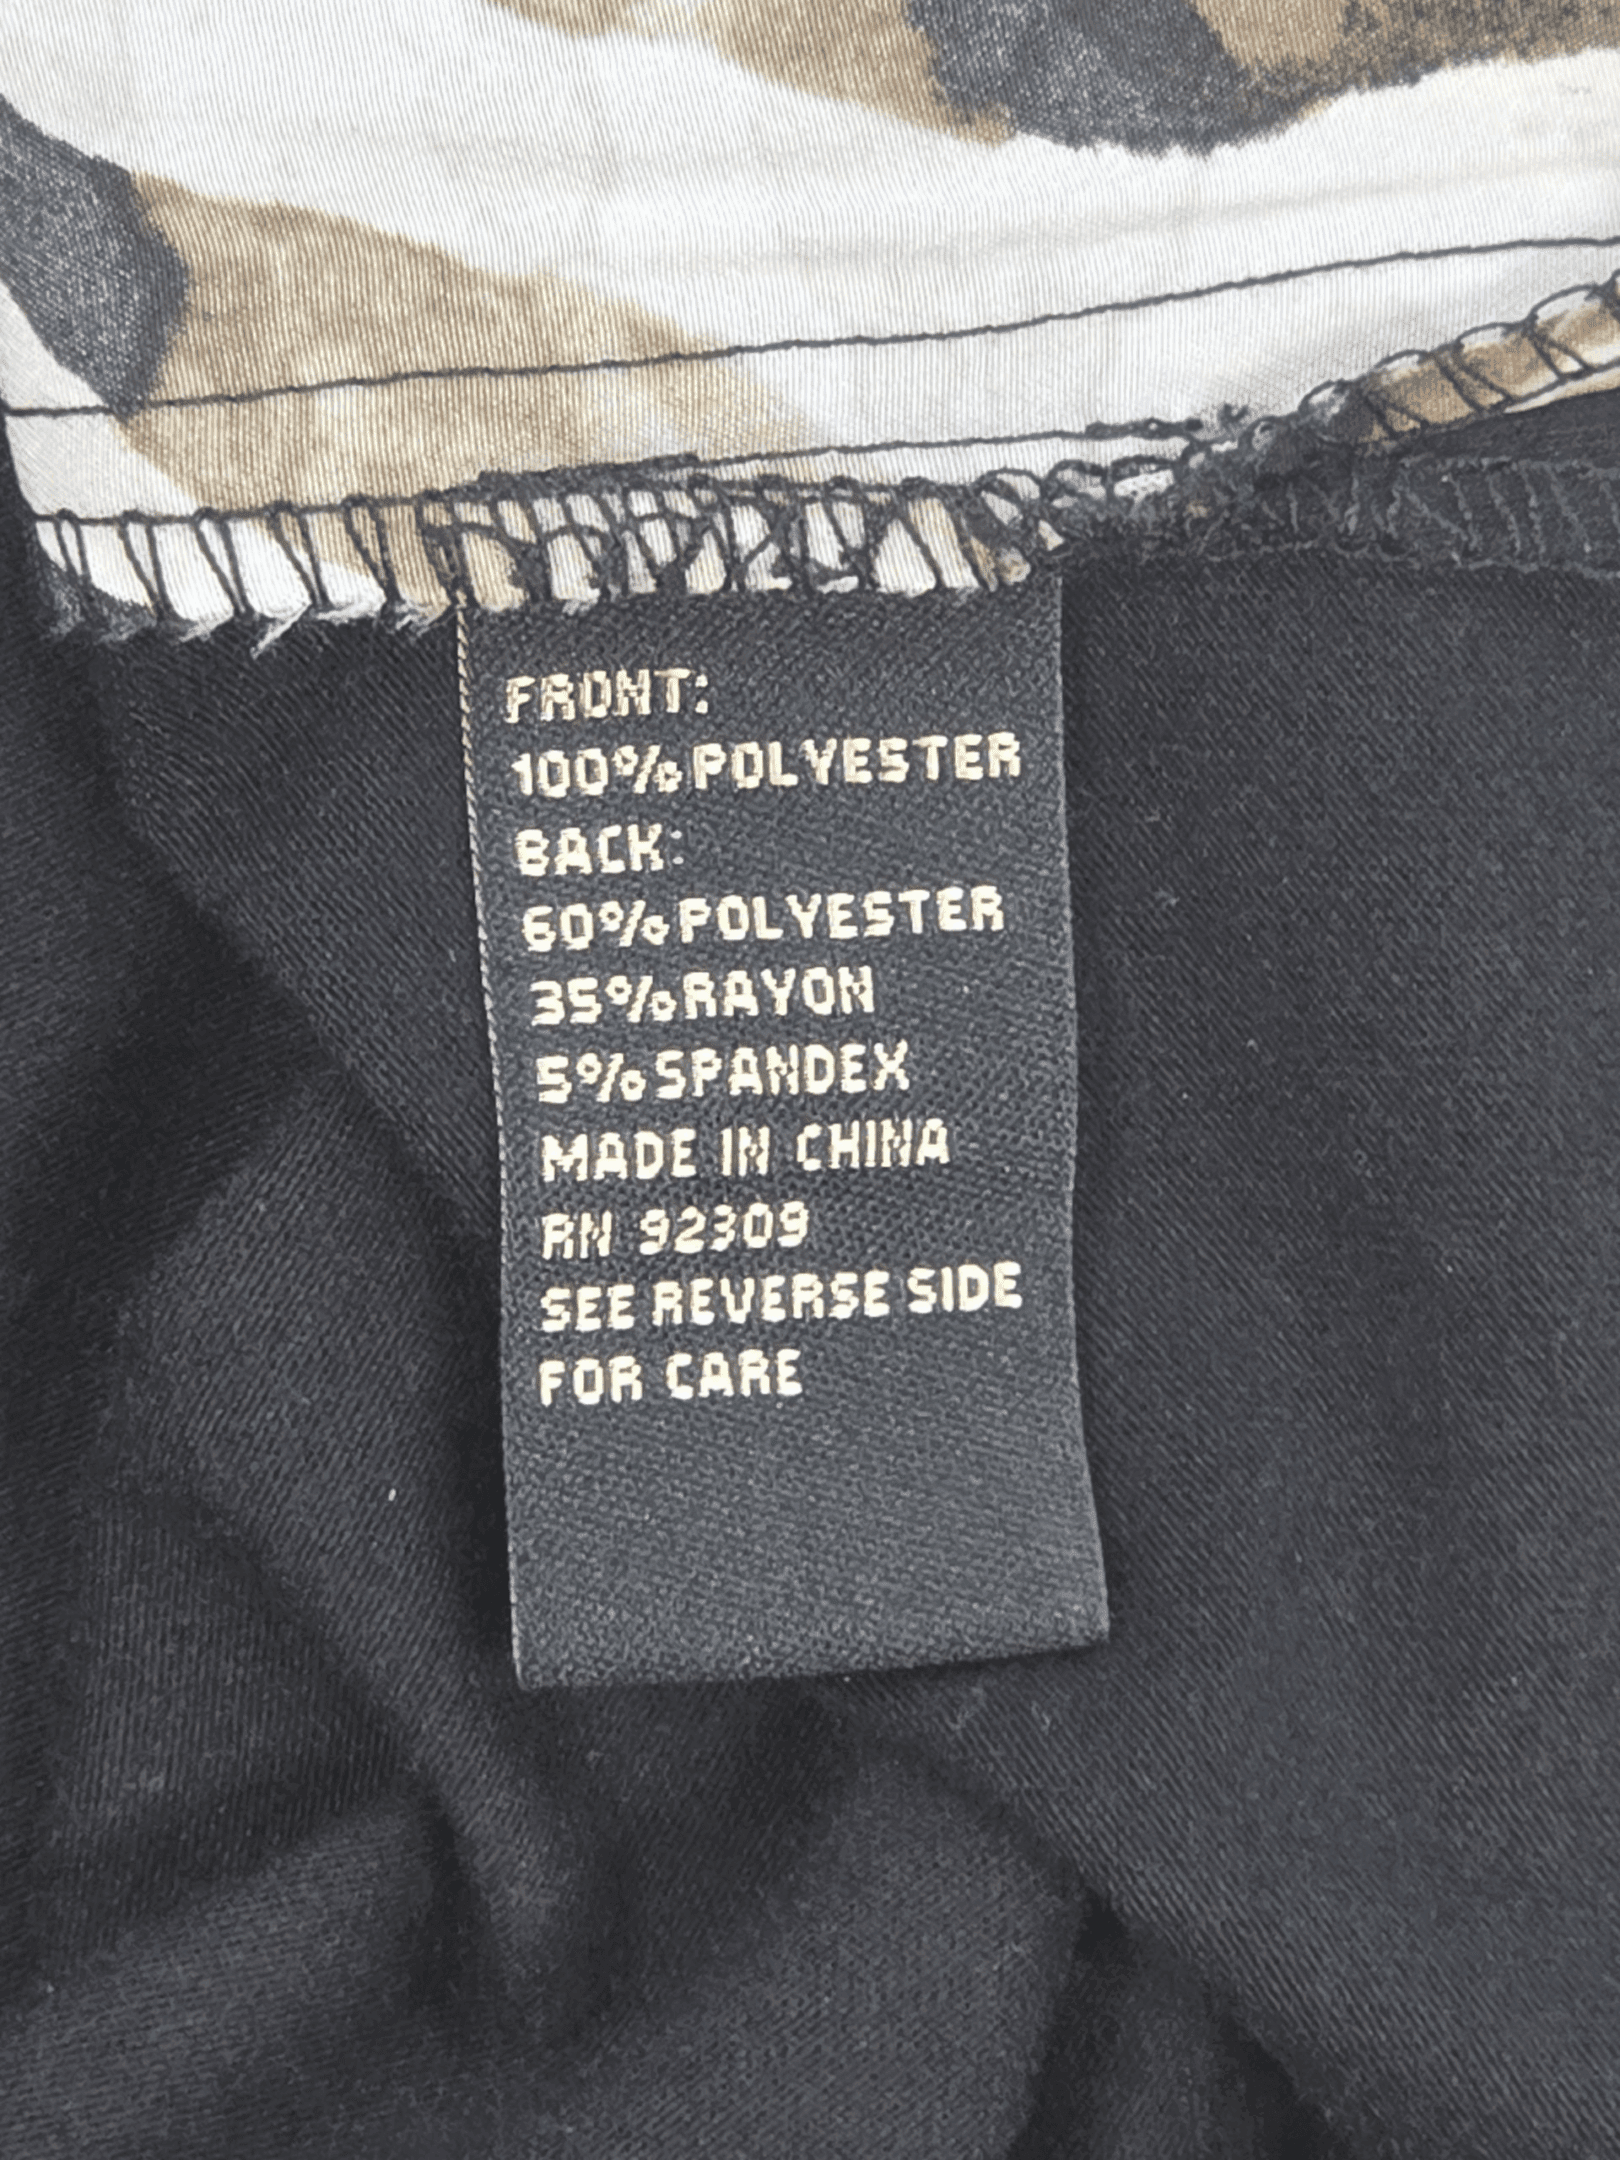 FRONT:
100% POLYESTER
BACK:
60% POLYESTER
35% RAYON
5% SPANDEX
MADE IN CHINA
RN 92309
SEE REVERSE SIDE
FOR CARE